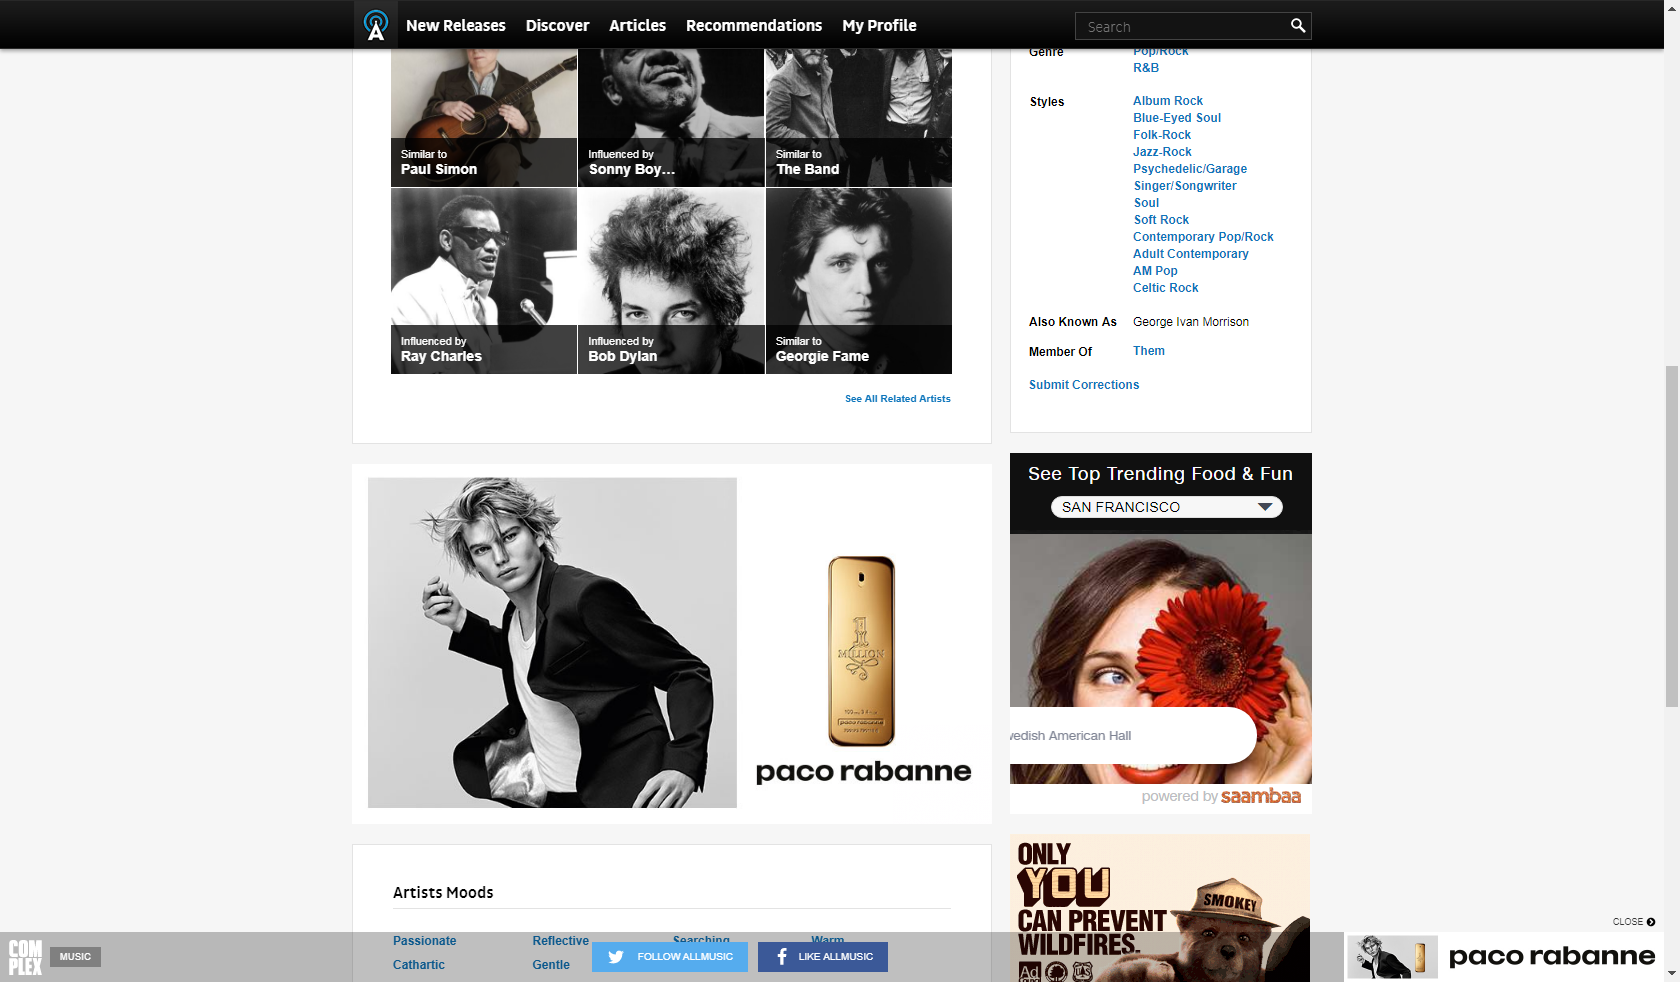 New Releases
Discover
Articles
Recommendations
My Profile
Search
Similar to
Paul Simon
Influenced by
Sonny Boy...
Similar to
The Band
Influenced by
Ray Charles
Influenced by
Bob Dylan
Similar to
Georgie Fame
See All Related Artists
Genre
Pop/Rock
R&B
Styles
Album Rock
Blue-Eyed Soul
Folk-Rock
Jazz-Rock
Psychedelic/Garage
Singer/Songwriter
Soul
Soft Rock
Contemporary Pop/Rock
Adult Contemporary
AM Pop
Celtic Rock
Also Known As
George Ivan Morrison
Member Of
Them
Submit Corrections
1
MILLION
paco rabanne
paco rabanne
See Top Trending Food & Fun
SAN FRANCISCO
wedish American Hall
powered by saambaa
Artists Moods
Passionate
Reflective
Searching
Warm
Cathartic
Gentle
ONLY
YOU
CAN PREVENT
WILDFIRES.
SMOKEY
Ad
COM
PLEX
MUSIC
FOLLOW ALLMUSIC
LIKE ALLMUSIC
CLOSE
paco rabanne